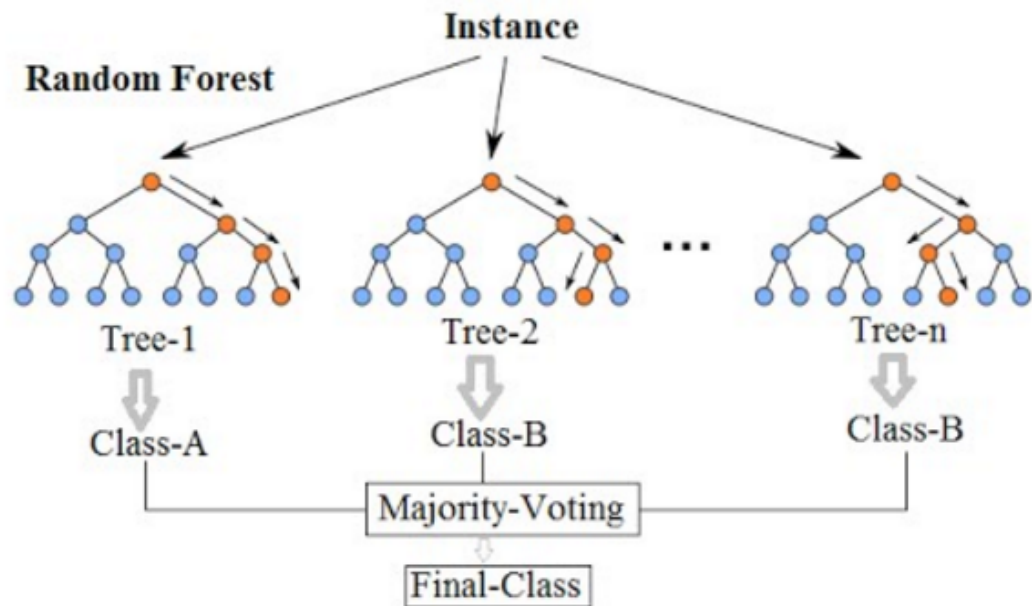 Instance
Random Forest
Tree-1
Tree-2
Tree-n
Class-A
Class-B
Class-B
Majority-Voting
Final-Class